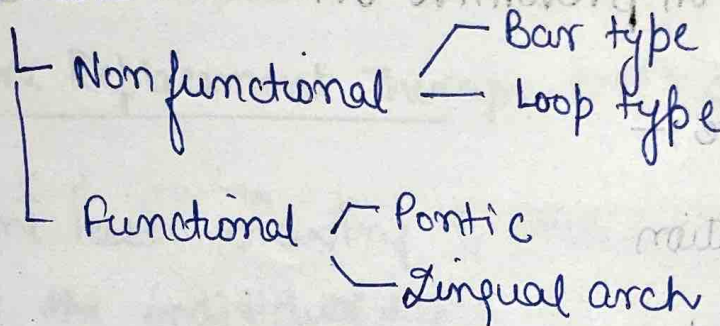 Bar type
Non functional
Loop type
Functional
Pontic
Lingual arch